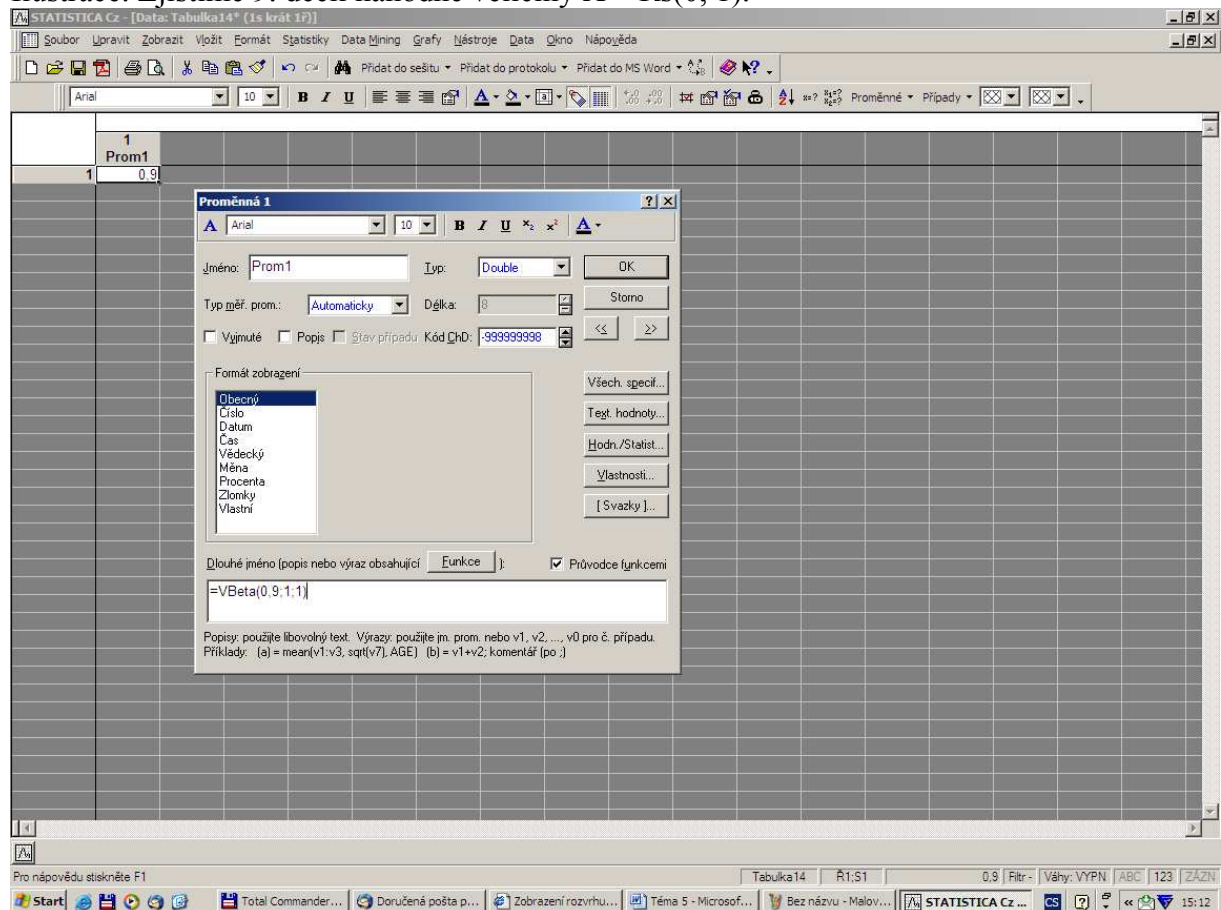 STATISTICA Cz - [Data: Tabulka14* (1s krát 1ř)]
Soubor Upravit Zobrazit Vložit Formát Statistiky Data Mining Grafy Nástroje Data Okno Nápověda
Přidat do sešitu Přidat do protokolu Přidat do MS Word
Arial 10 B I U Proměnné Případy
1
Prom1
1 0,9
Proměnná 1
A Arial 10 B I U x₂ x² A
Jméno: Prom1 Typ: Double OK
Typ měř. prom.: Automaticky Délka: 8 Storno
Vyjmuté Popis Stav případu Kód ChD: -999999998 << >>
Formát zobrazení
Všech. specif...
Obecný
Číslo
Text. hodnoty...
Datum
Čas
Hodn./Statist...
Vědecký
Měna
Vlastnosti...
Procenta
Zlomky
[ Svazky ]...
Vlastní
Dlouhé jméno (popis nebo výraz obsahující Funkce ): Průvodce funkcemi
=VBeta(0,9;1;1)
Popisy: použijte libovolný text. Výrazy: použijte jm. prom. nebo v1, v2, ..., v0 pro č. případu.
Příklady: (a) = mean(v1:v3, sqrt(v7), AGE) (b) = v1+v2; komentář (po ;)
Pro nápovědu stiskněte F1 Tabulka14 Ř1;S1 0,9 Filtr - Váhy: VYPN ABC 123 ZÁZN
Start Total Commander... Doručená pošta p... Zobrazení rozvrhu... Téma 5 - Microsof... Bez názvu - Malov... STATISTICA Cz ... CS 15:12